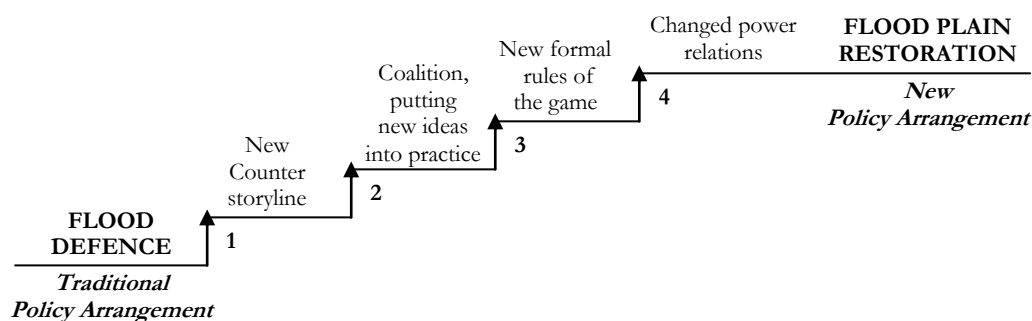 FLOOD
DEFENCE
Traditional
Policy Arrangement
1
New
Counter
storyline
2
Coalition,
putting
new ideas
into practice
3
New formal
rules of
the game
4
Changed power
relations
FLOOD PLAIN
RESTORATION
New
Policy Arrangement